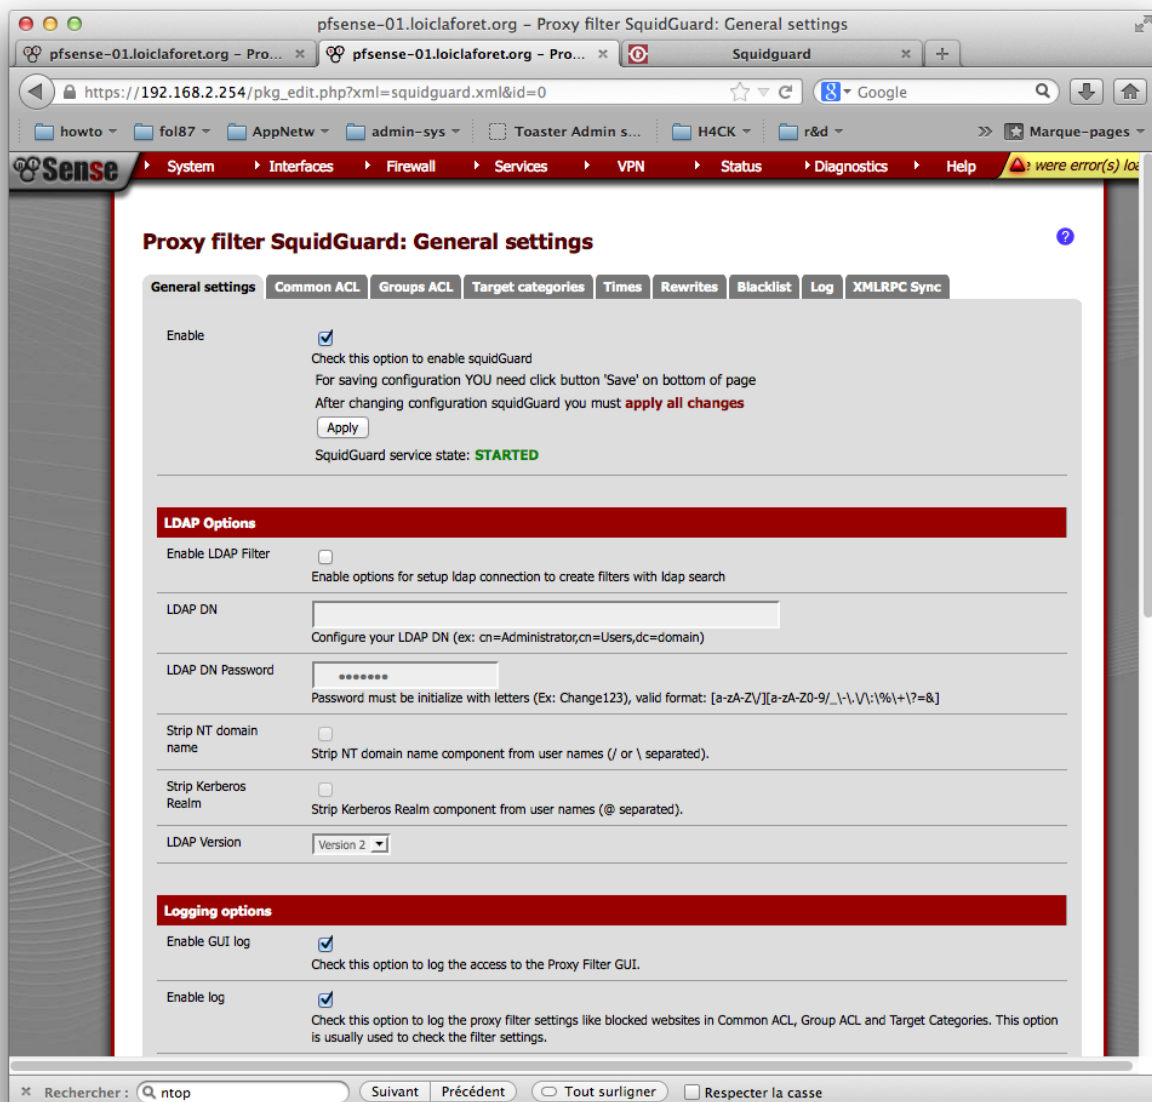 pfsense-01.loiclaforet.org – Proxy filter SquidGuard: General settings
pfsense-01.loiclaforet.org – Pro... × pfsense-01.loiclaforet.org – Pro... × Squidguard × +
https://192.168.2.254/pkg_edit.php?xml=squidguard.xml&id=0 Google
howto fol87 AppNetw admin-sys Toaster Admin s... H4CK r&d » Marque-pages
Sense System Interfaces Firewall Services VPN Status Diagnostics Help were error(s) loa
Proxy filter SquidGuard: General settings ?
General settings Common ACL Groups ACL Target categories Times Rewrites Blacklist Log XMLRPC Sync
Enable
Check this option to enable squidGuard
For saving configuration YOU need click button 'Save' on bottom of page
After changing configuration squidGuard you must apply all changes
Apply
SquidGuard service state: STARTED
LDAP Options
Enable LDAP Filter
Enable options for setup ldap connection to create filters with ldap search
LDAP DN
Configure your LDAP DN (ex: cn=Administrator,cn=Users,dc=domain)
LDAP DN Password •••••••
Password must be initialize with letters (Ex: Change123), valid format: [a-zA-Z\/][a-zA-Z0-9/_\-\.\/\:\%\+\?=&]
Strip NT domain
name
Strip NT domain name component from user names (/ or \ separated).
Strip Kerberos
Realm
Strip Kerberos Realm component from user names (@ separated).
LDAP Version Version 2
Logging options
Enable GUI log
Check this option to log the access to the Proxy Filter GUI.
Enable log
Check this option to log the proxy filter settings like blocked websites in Common ACL, Group ACL and Target Categories. This option
is usually used to check the filter settings.
× Rechercher : ntop Suivant Précédent Tout surligner Respecter la casse